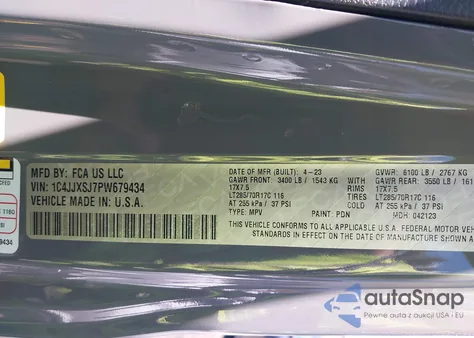 MFD BY: FCA US LLC
VIN: 1C4JJXSJ7PW679434
VEHICLE MADE IN: U.S.A.
DATE OF MFR (BUILT): 4-23 GVWR: 6100 LB / 2767 KG
GAWR FRONT: 3400 LB / 1543 KG WITH GAWR REAR: 3550 LB / 161
17X7.5 RIMS 17X7.5
LT285/70R17C 116 TIRES LT285/70R17C 116
AT 255 kPa / 37 PSI COLD AT 255 kPa / 37 PSI
TYPE: MPV PAINT: PDN MDH: 042123
THIS VEHICLE CONFORMS TO ALL APPLICABLE U.S.A. FEDERAL MOTOR VEHI
STANDARDS IN EFFECT ON THE DATE OF MANUFACTURE SHOWN A
116
9434
autoSnap
Pewne auta z aukcji USA i EU